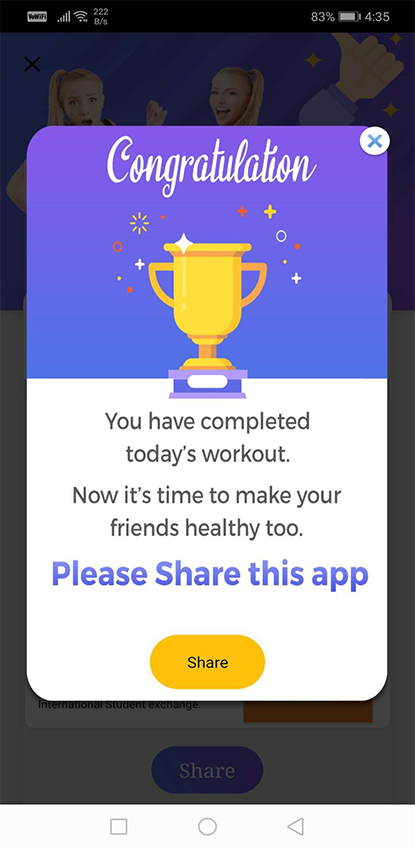 VoWiFi 222 B/s 83% 4:35
Congratulation
You have completed
today's workout.
Now it's time to make your
friends healthy too.
Please Share this app
Share
International Student exchange.
Share